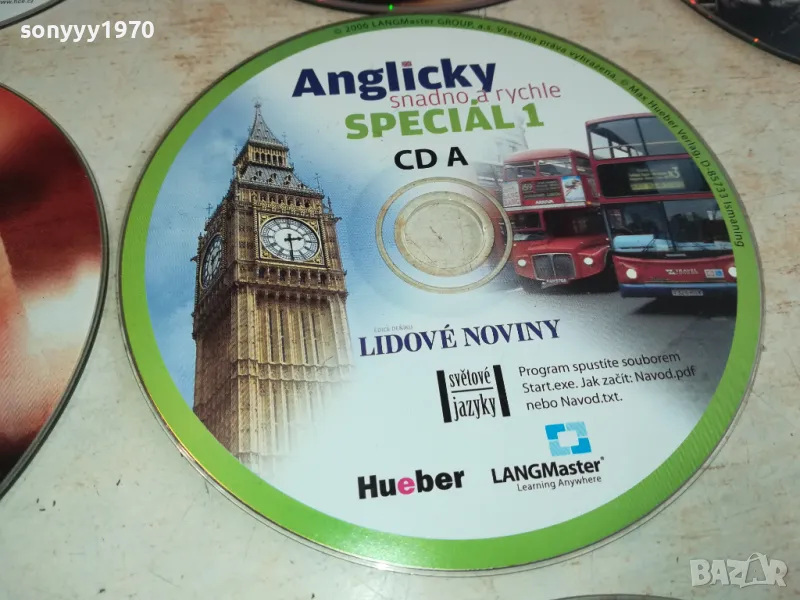 sonyyy1970
© 2006 LANGMaster GROUP, a.s. Všechna práva vyhrazena. © Max Hueber Verlag, D-85733 Ismaning
Anglicky
snadno a rychle
SPECIÁL 1
CD A
LIDOVÉ NOVINY
světové
jazyky
Program spustíte souborem
Start.exe. Jak začít: Navod.pdf
nebo Navod.txt.
Hueber
LANGMaster®
Learning Anywhere
BAZAR